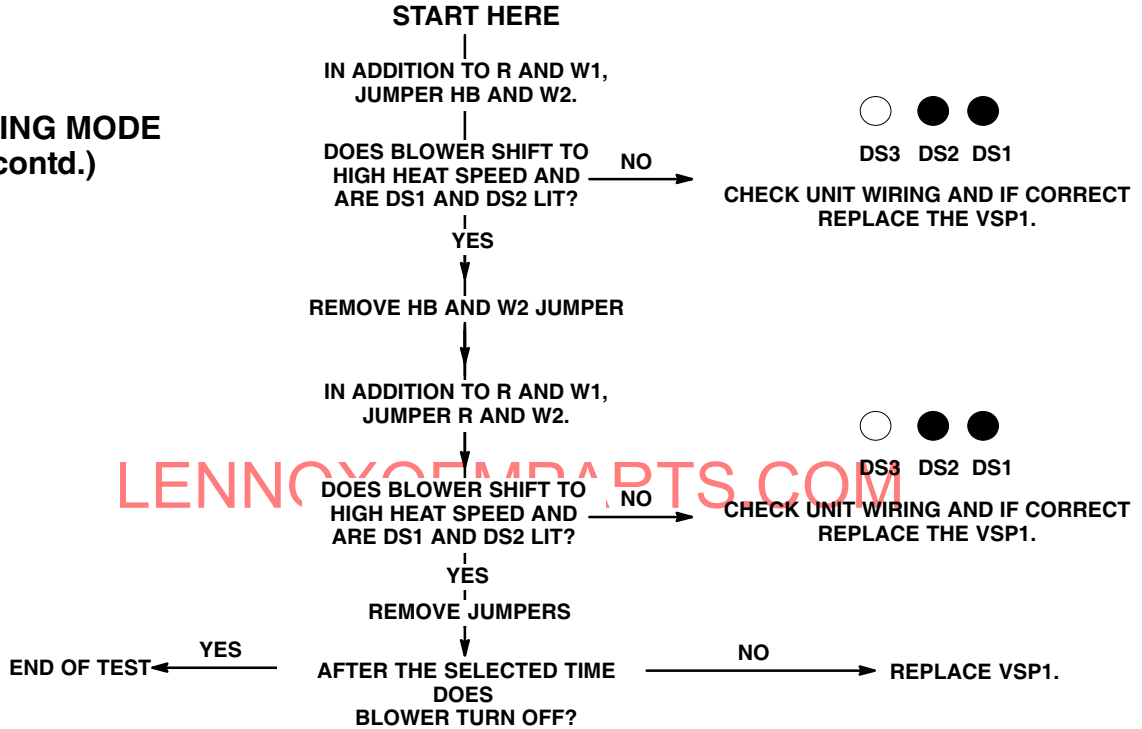 START HERE
IN ADDITION TO R AND W1,
JUMPER HB AND W2.
ING MODE
contd.)
DOES BLOWER SHIFT TO
HIGH HEAT SPEED AND
ARE DS1 AND DS2 LIT?
NO
DS3 DS2 DS1
CHECK UNIT WIRING AND IF CORRECT
REPLACE THE VSP1.
YES
REMOVE HB AND W2 JUMPER
IN ADDITION TO R AND W1,
JUMPER R AND W2.
LENNOXOEMPARTS.COM
DOES BLOWER SHIFT TO
HIGH HEAT SPEED AND
ARE DS1 AND DS2 LIT?
NO
DS3 DS2 DS1
CHECK UNIT WIRING AND IF CORRECT
REPLACE THE VSP1.
YES
REMOVE JUMPERS
AFTER THE SELECTED TIME
DOES
BLOWER TURN OFF?
YES
END OF TEST
NO
REPLACE VSP1.